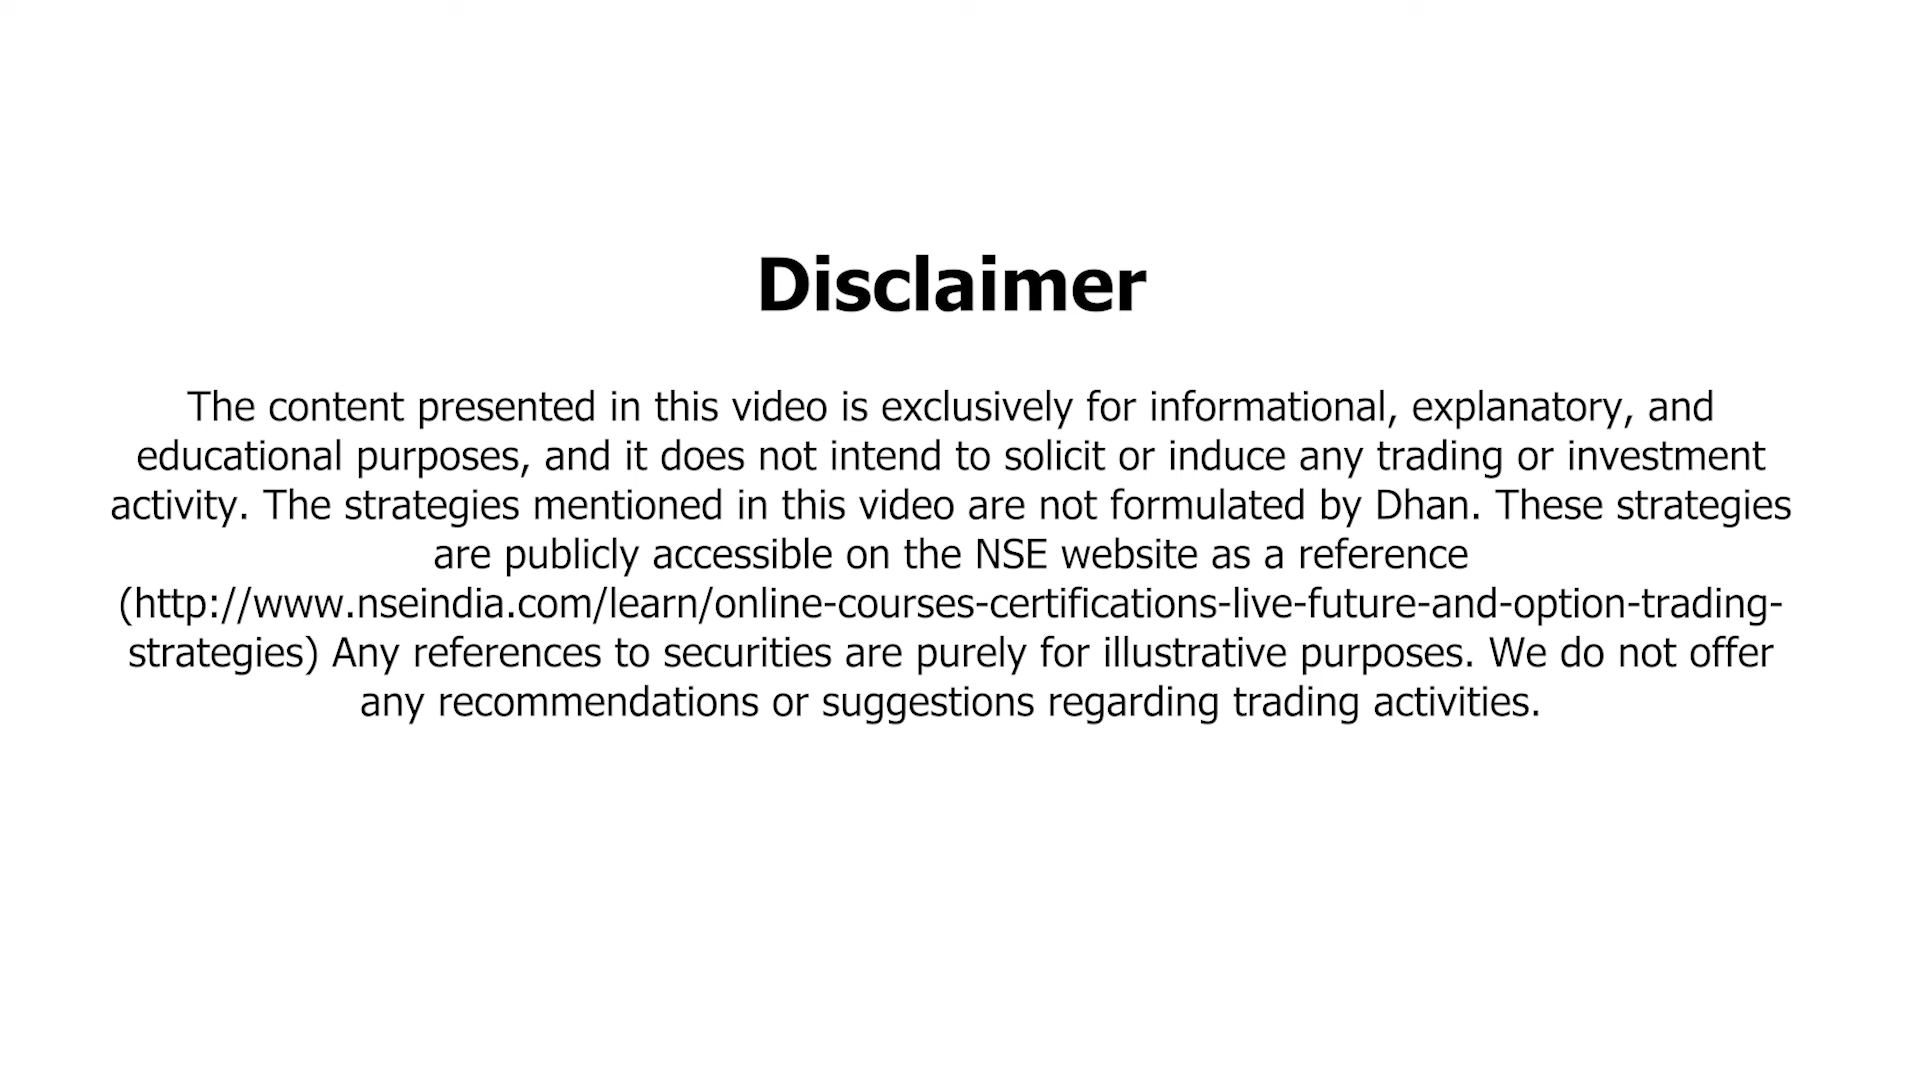 Disclaimer
The content presented in this video is exclusively for informational, explanatory, and
educational purposes, and it does not intend to solicit or induce any trading or investment
activity. The strategies mentioned in this video are not formulated by Dhan. These strategies
are publicly accessible on the NSE website as a reference
(http://www.nseindia.com/learn/online-courses-certifications-live-future-and-option-trading-
strategies) Any references to securities are purely for illustrative purposes. We do not offer
any recommendations or suggestions regarding trading activities.